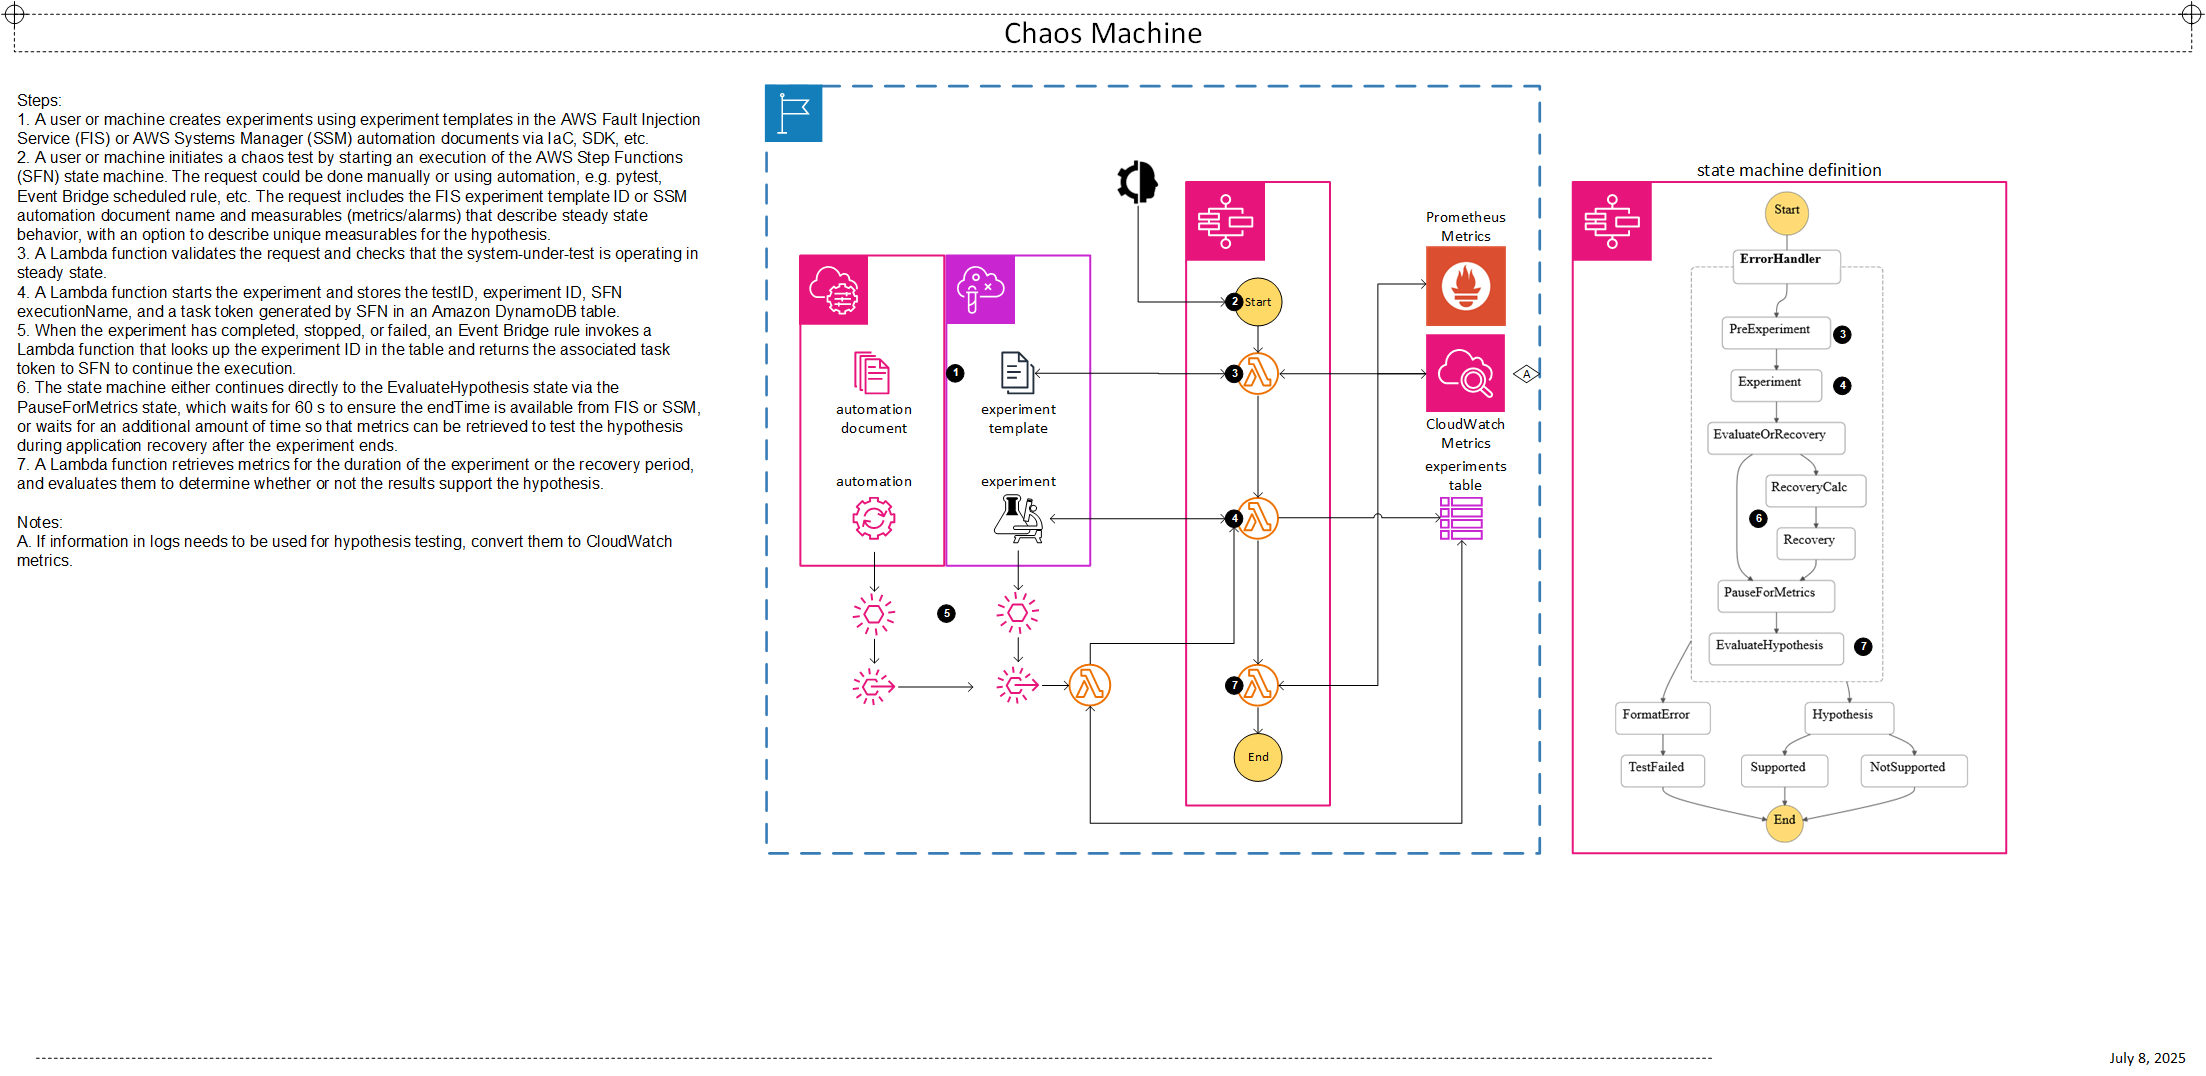 Chaos Machine
Steps:
1. A user or machine creates experiments using experiment templates in the AWS Fault Injection
Service (FIS) or AWS Systems Manager (SSM) automation documents via IaC, SDK, etc.
2. A user or machine initiates a chaos test by starting an execution of the AWS Step Functions
(SFN) state machine. The request could be done manually or using automation, e.g. pytest,
Event Bridge scheduled rule, etc. The request includes the FIS experiment template ID or SSM
automation document name and measurables (metrics/alarms) that describe steady state
behavior, with an option to describe unique measurables for the hypothesis.
3. A Lambda function validates the request and checks that the system-under-test is operating in
steady state.
4. A Lambda function starts the experiment and stores the testID, experiment ID, SFN
executionName, and a task token generated by SFN in an Amazon DynamoDB table.
5. When the experiment has completed, stopped, or failed, an Event Bridge rule invokes a
Lambda function that looks up the experiment ID in the table and returns the associated task
token to SFN to continue the execution.
6. The state machine either continues directly to the EvaluateHypothesis state via the
PauseForMetrics state, which waits for 60 s to ensure the endTime is available from FIS or SSM,
or waits for an additional amount of time so that metrics can be retrieved to test the hypothesis
during application recovery after the experiment ends.
7. A Lambda function retrieves metrics for the duration of the experiment or the recovery period,
and evaluates them to determine whether or not the results support the hypothesis.
Notes:
A. If information in logs needs to be used for hypothesis testing, convert them to CloudWatch
metrics.
1
automation
document
experiment
template
automation
experiment
5
2 Start
3
4
7
End
Prometheus
Metrics
A
CloudWatch
Metrics
experiments
table
state machine definition
Start
ErrorHandler
PreExperiment
3
Experiment
4
EvaluateOrRecovery
RecoveryCalc
6
Recovery
PauseForMetrics
EvaluateHypothesis
7
FormatError
Hypothesis
TestFailed
Supported
NotSupported
End
July 8, 2025